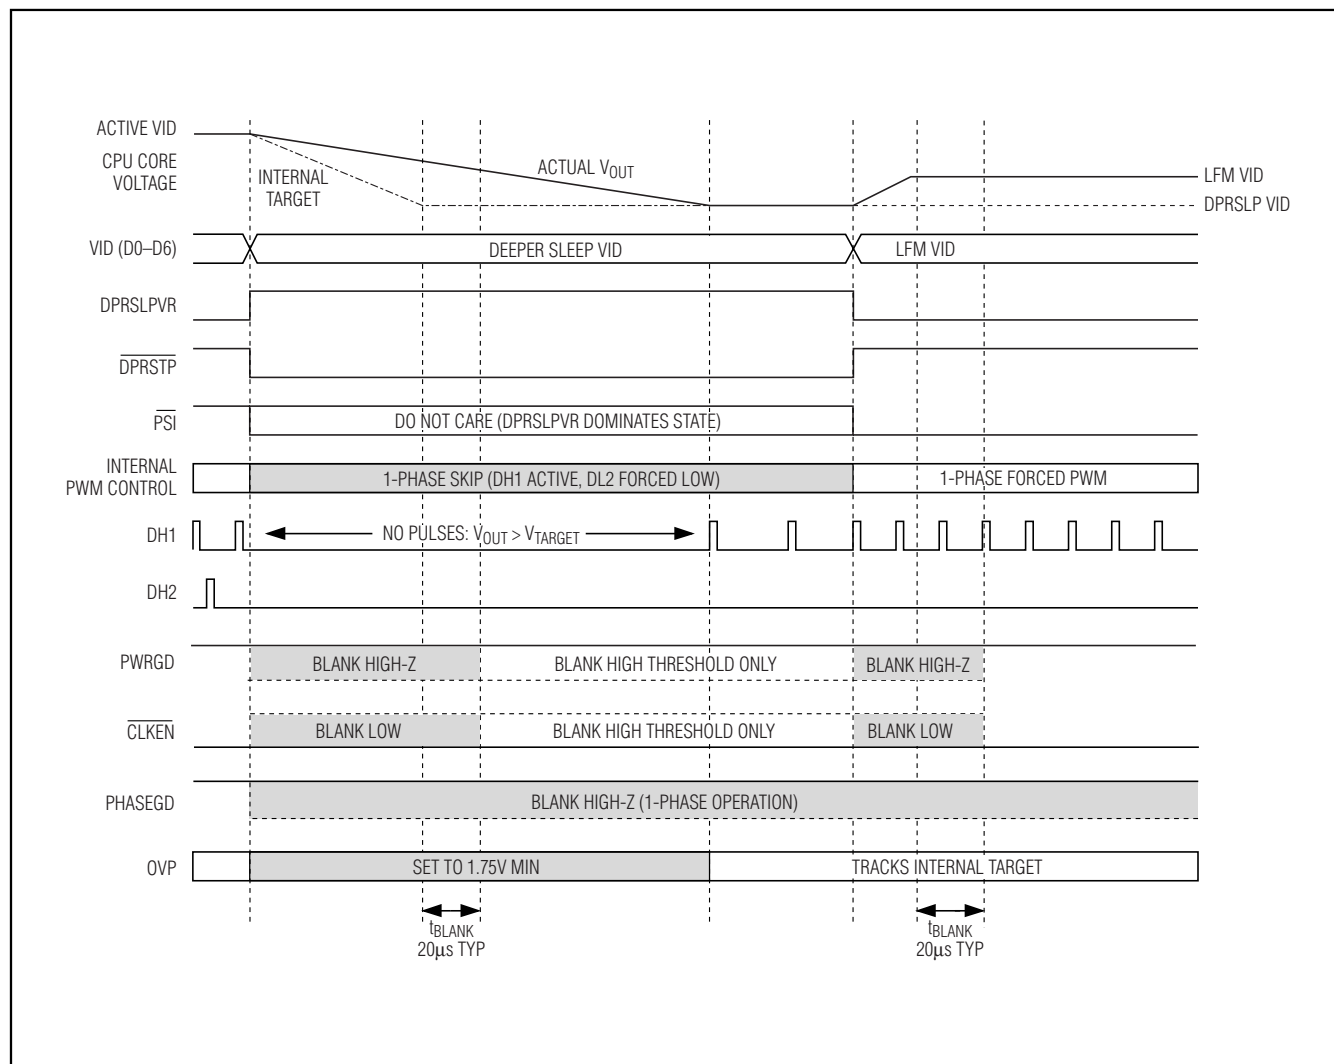 ACTIVE VID
CPU CORE
VOLTAGE
INTERNAL
TARGET
ACTUAL VOUT
LFM VID
DPRSLP VID
VID (D0–D6)
DEEPER SLEEP VID
LFM VID
DPRSLPVR
DPRSTP
PSI
DO NOT CARE (DPRSLPVR DOMINATES STATE)
INTERNAL
PWM CONTROL
1-PHASE SKIP (DH1 ACTIVE, DL2 FORCED LOW)
1-PHASE FORCED PWM
DH1
NO PULSES: VOUT > VTARGET
DH2
PWRGD
BLANK HIGH-Z
BLANK HIGH THRESHOLD ONLY
BLANK HIGH-Z
CLKEN
BLANK LOW
BLANK HIGH THRESHOLD ONLY
BLANK LOW
PHASEGD
BLANK HIGH-Z (1-PHASE OPERATION)
OVP
SET TO 1.75V MIN
TRACKS INTERNAL TARGET
tBLANK
20μs TYP
tBLANK
20μs TYP